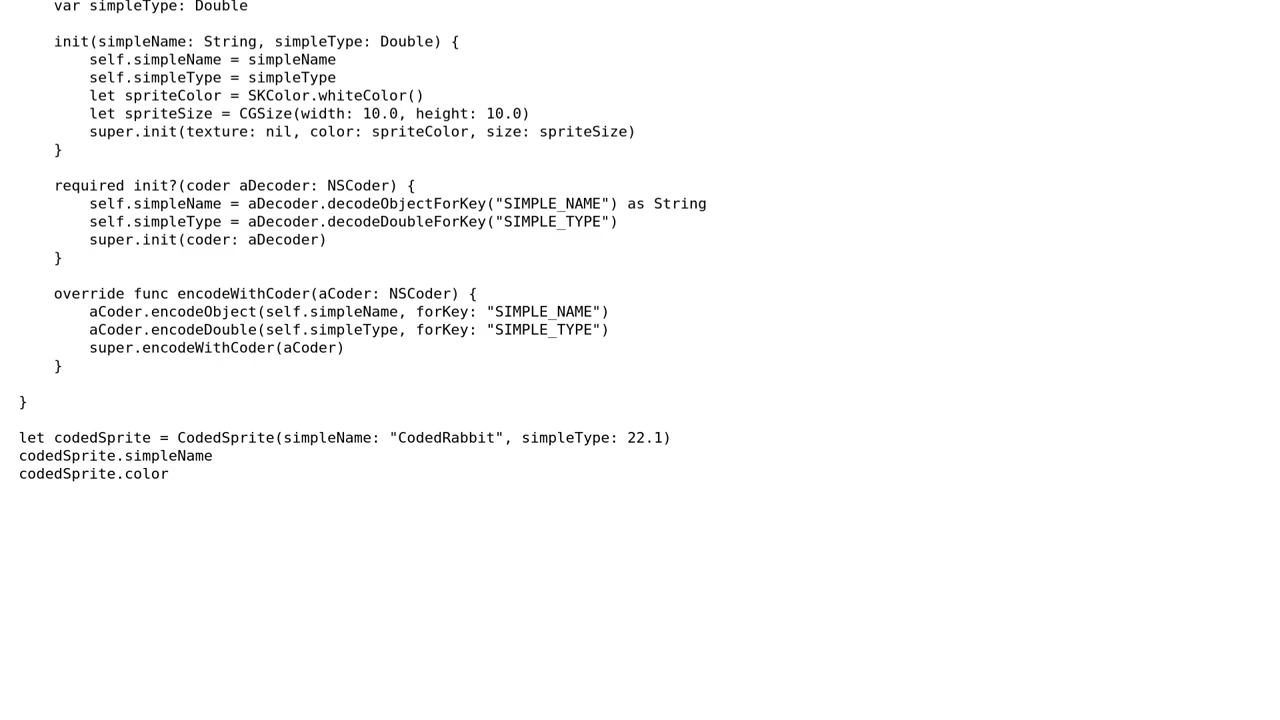 var simpleType: Double
init(simpleName: String, simpleType: Double) {
self.simpleName = simpleName
self.simpleType = simpleType
let spriteColor = SKColor.whiteColor()
let spriteSize = CGSize(width: 10.0, height: 10.0)
super.init(texture: nil, color: spriteColor, size: spriteSize)
}
required init?(coder aDecoder: NSCoder) {
self.simpleName = aDecoder.decodeObjectForKey("SIMPLE_NAME") as String
self.simpleType = aDecoder.decodeDoubleForKey("SIMPLE_TYPE")
super.init(coder: aDecoder)
}
override func encodeWithCoder(aCoder: NSCoder) {
aCoder.encodeObject(self.simpleName, forKey: "SIMPLE_NAME")
aCoder.encodeDouble(self.simpleType, forKey: "SIMPLE_TYPE")
super.encodeWithCoder(aCoder)
}
}
let codedSprite = CodedSprite(simpleName: "CodedRabbit", simpleType: 22.1)
codedSprite.simpleName
codedSprite.color